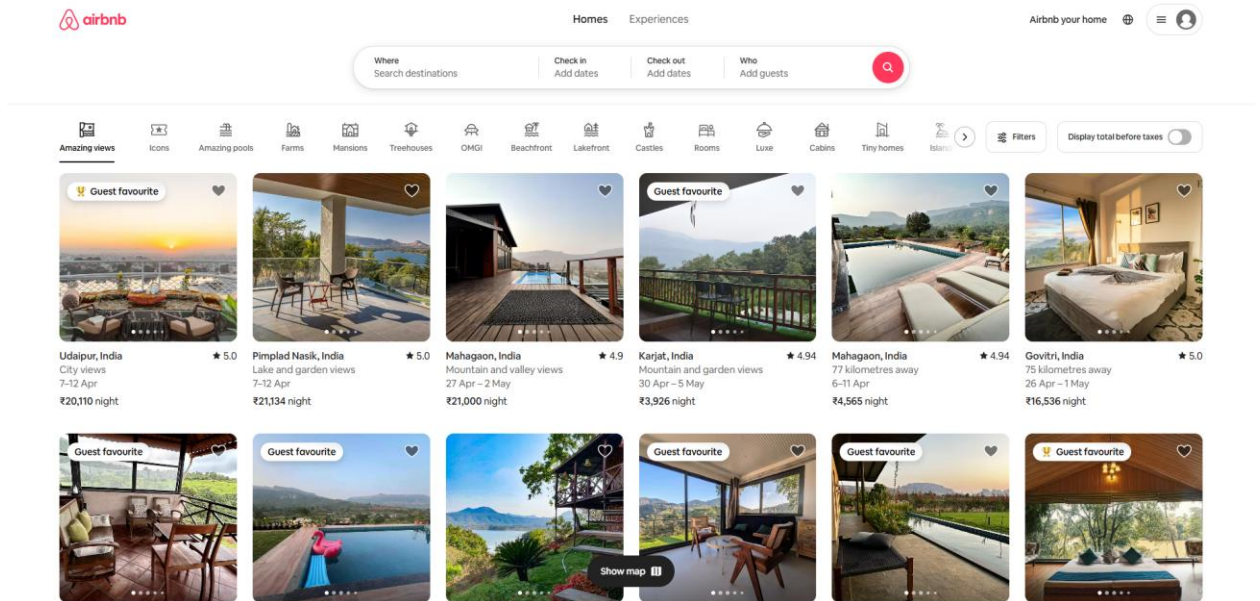 airbnb
Homes Experiences
Airbnb your home
Where Check in Check out Who
Search destinations Add dates Add dates Add guests
Amazing views Icons Amazing pools Farms Mansions Treehouses OMG! Beachfront Lakefront Castles Rooms Luxe Cabins Tiny homes
Filters
Display total before taxes
Guest favourite
Guest favourite
Udaipur, India ★ 5.0
City views
7–12 Apr
₹20,110 night
Pimplad Nasik, India ★ 5.0
Lake and garden views
7–12 Apr
₹21,134 night
Mahagaon, India ★ 4.9
Mountain and valley views
27 Apr – 2 May
₹21,000 night
Karjat, India ★ 4.94
Mountain and garden views
30 Apr – 5 May
₹3,926 night
Mahagaon, India ★ 4.94
77 kilometres away
6–11 Apr
₹4,565 night
Govitri, India ★ 5.0
75 kilometres away
26 Apr – 1 May
₹16,536 night
Guest favourite
Guest favourite
Guest favourite
Guest favourite
Guest favourite
Show map